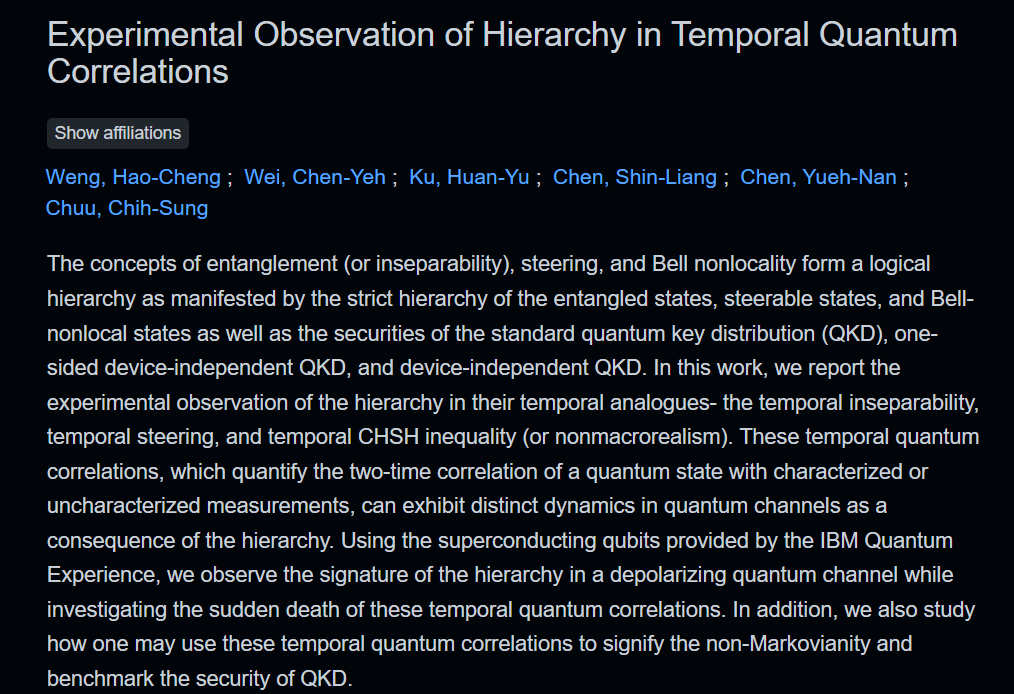 Experimental Observation of Hierarchy in Temporal Quantum
Correlations
Show affiliations
Weng, Hao-Cheng ; Wei, Chen-Yeh ; Ku, Huan-Yu ; Chen, Shin-Liang ; Chen, Yueh-Nan ;
Chuu, Chih-Sung
The concepts of entanglement (or inseparability), steering, and Bell nonlocality form a logical
hierarchy as manifested by the strict hierarchy of the entangled states, steerable states, and Bell-
nonlocal states as well as the securities of the standard quantum key distribution (QKD), one-
sided device-independent QKD, and device-independent QKD. In this work, we report the
experimental observation of the hierarchy in their temporal analogues- the temporal inseparability,
temporal steering, and temporal CHSH inequality (or nonmacrorealism). These temporal quantum
correlations, which quantify the two-time correlation of a quantum state with characterized or
uncharacterized measurements, can exhibit distinct dynamics in quantum channels as a
consequence of the hierarchy. Using the superconducting qubits provided by the IBM Quantum
Experience, we observe the signature of the hierarchy in a depolarizing quantum channel while
investigating the sudden death of these temporal quantum correlations. In addition, we also study
how one may use these temporal quantum correlations to signify the non-Markovianity and
benchmark the security of QKD.